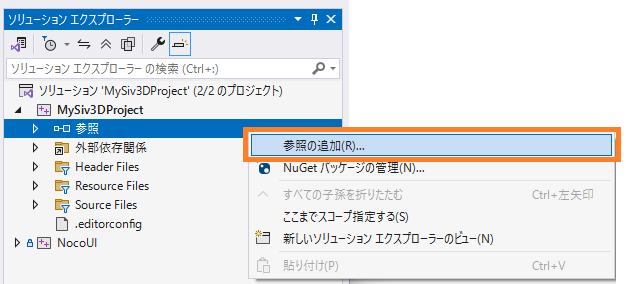 ソリューション エクスプローラー
ソリューション エクスプローラー の検索 (Ctrl+:)
ソリューション 'MySiv3DProject' (2/2 のプロジェクト)
MySiv3DProject
参照
外部依存関係
Header Files
Resource Files
Source Files
.editorconfig
NocoUI
参照の追加(R)...
NuGet パッケージの管理(N)...
すべての子孫を折りたたむ Ctrl+左矢印
ここまでスコープ指定する(S)
新しいソリューション エクスプローラーのビュー(N)
貼り付け(P) Ctrl+V